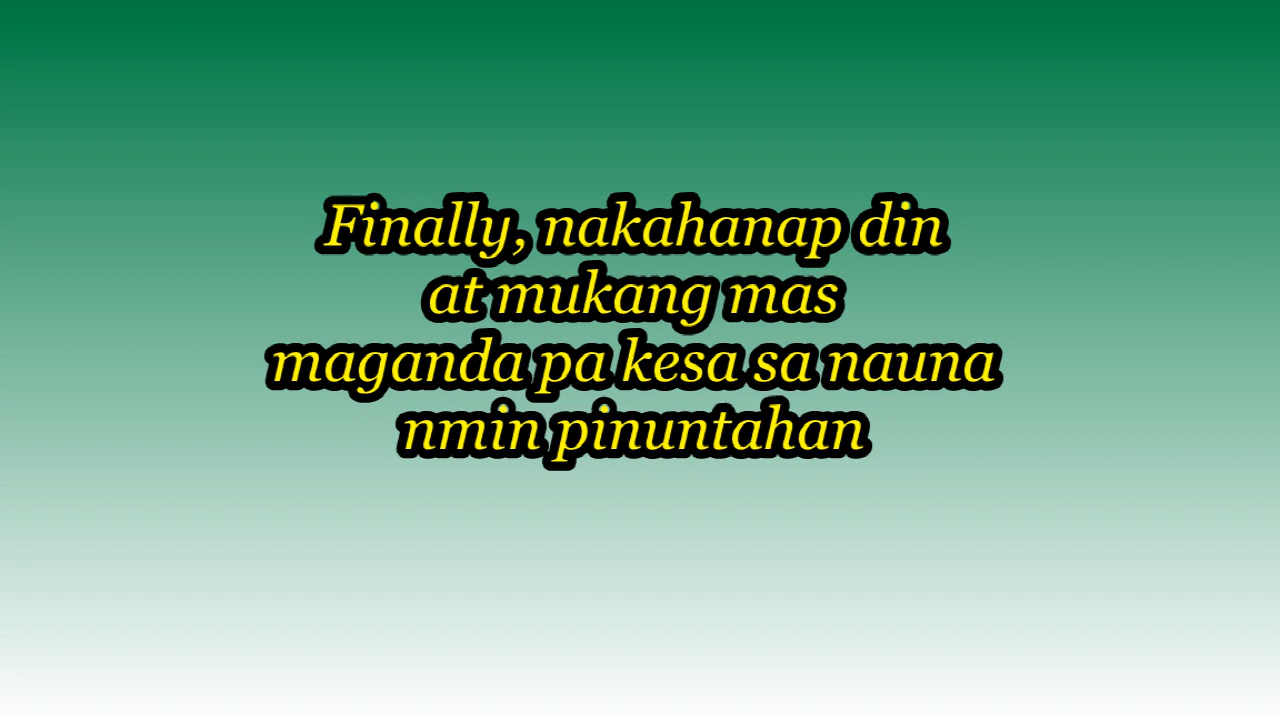 Finally, nakahanap din
at mukang mas
maganda pa kesa sa nauna
nmin pinuntahan